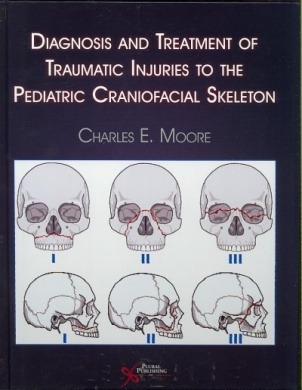 DIAGNOSIS AND TREATMENT OF
TRAUMATIC INJURIES TO THE
PEDIATRIC CRANIOFACIAL SKELETON
CHARLES E. MOORE
I
II
III
I
II
III
PLURAL
PUBLISHING